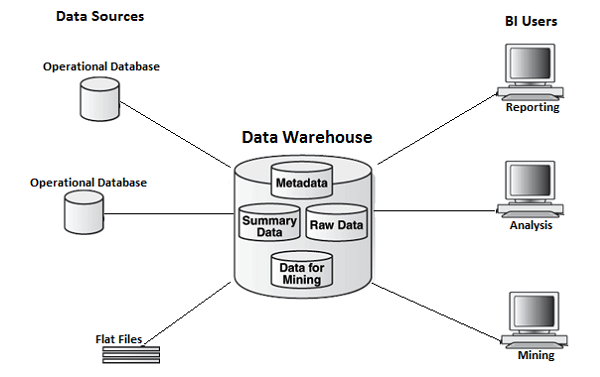 Data Sources
BI Users
Operational Database
Reporting
Data Warehouse
Metadata
Operational Database
Summary
Data
Raw Data
Analysis
Data for
Mining
Flat Files
Mining